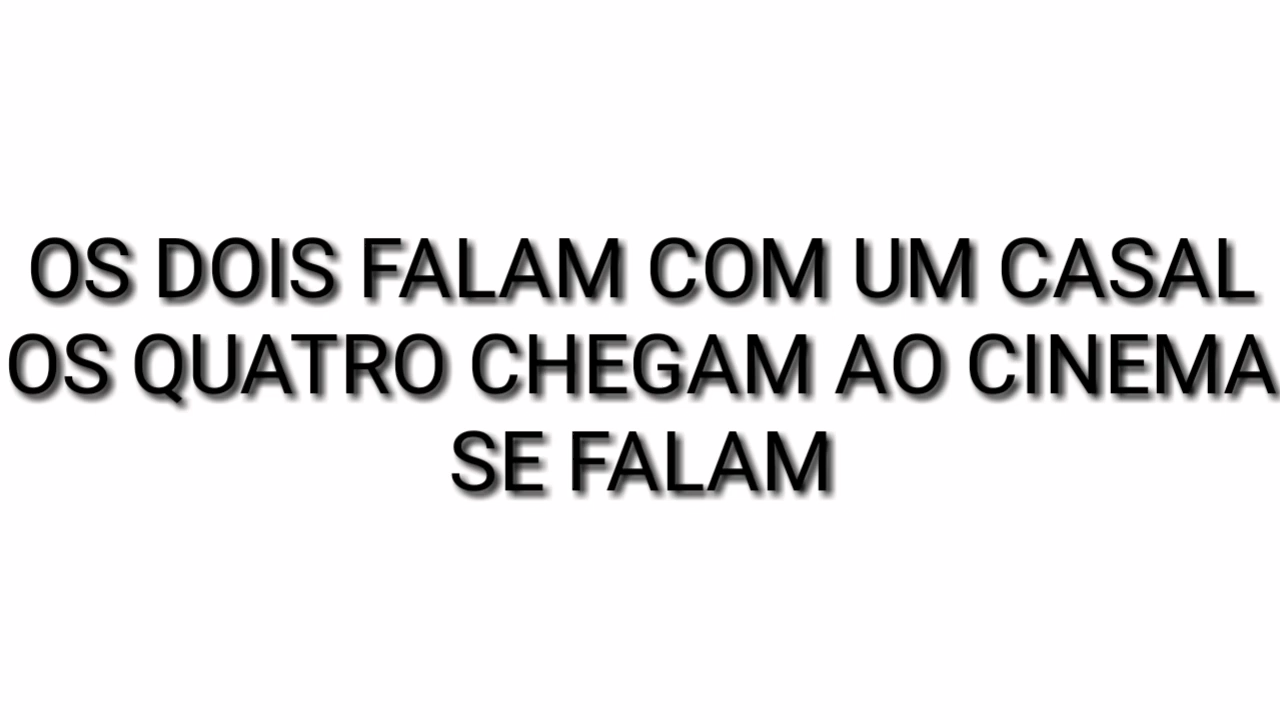 OS DOIS FALAM COM UM CASAL
OS QUATRO CHEGAM AO CINEMA
SE FALAM